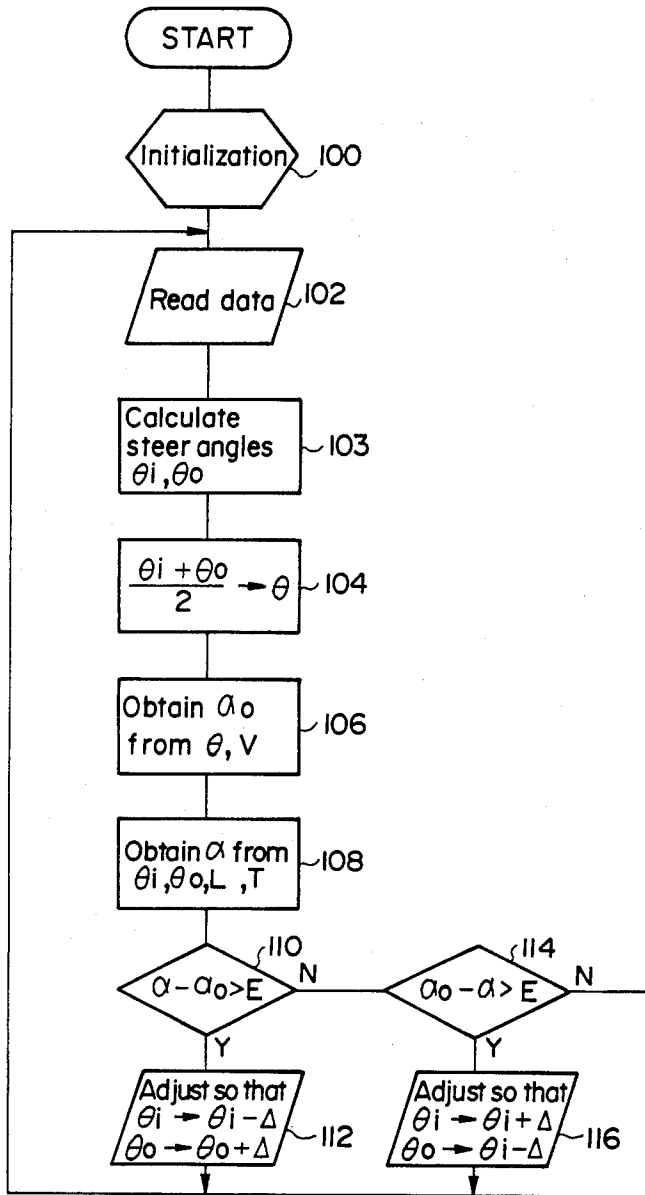 START
Initialization
100
Read data
102
Calculate
steer angles
θi, θo
103
θi + θo
2
→ θ
104
Obtain αo
from θ, V
106
Obtain α from
θi, θo, L , T
108
α - αo > E
110
N
Y
αo - α > E
114
N
Y
Adjust so that
θi → θi - Δ
θo → θo + Δ
112
Adjust so that
θi → θi + Δ
θo → θi - Δ
116